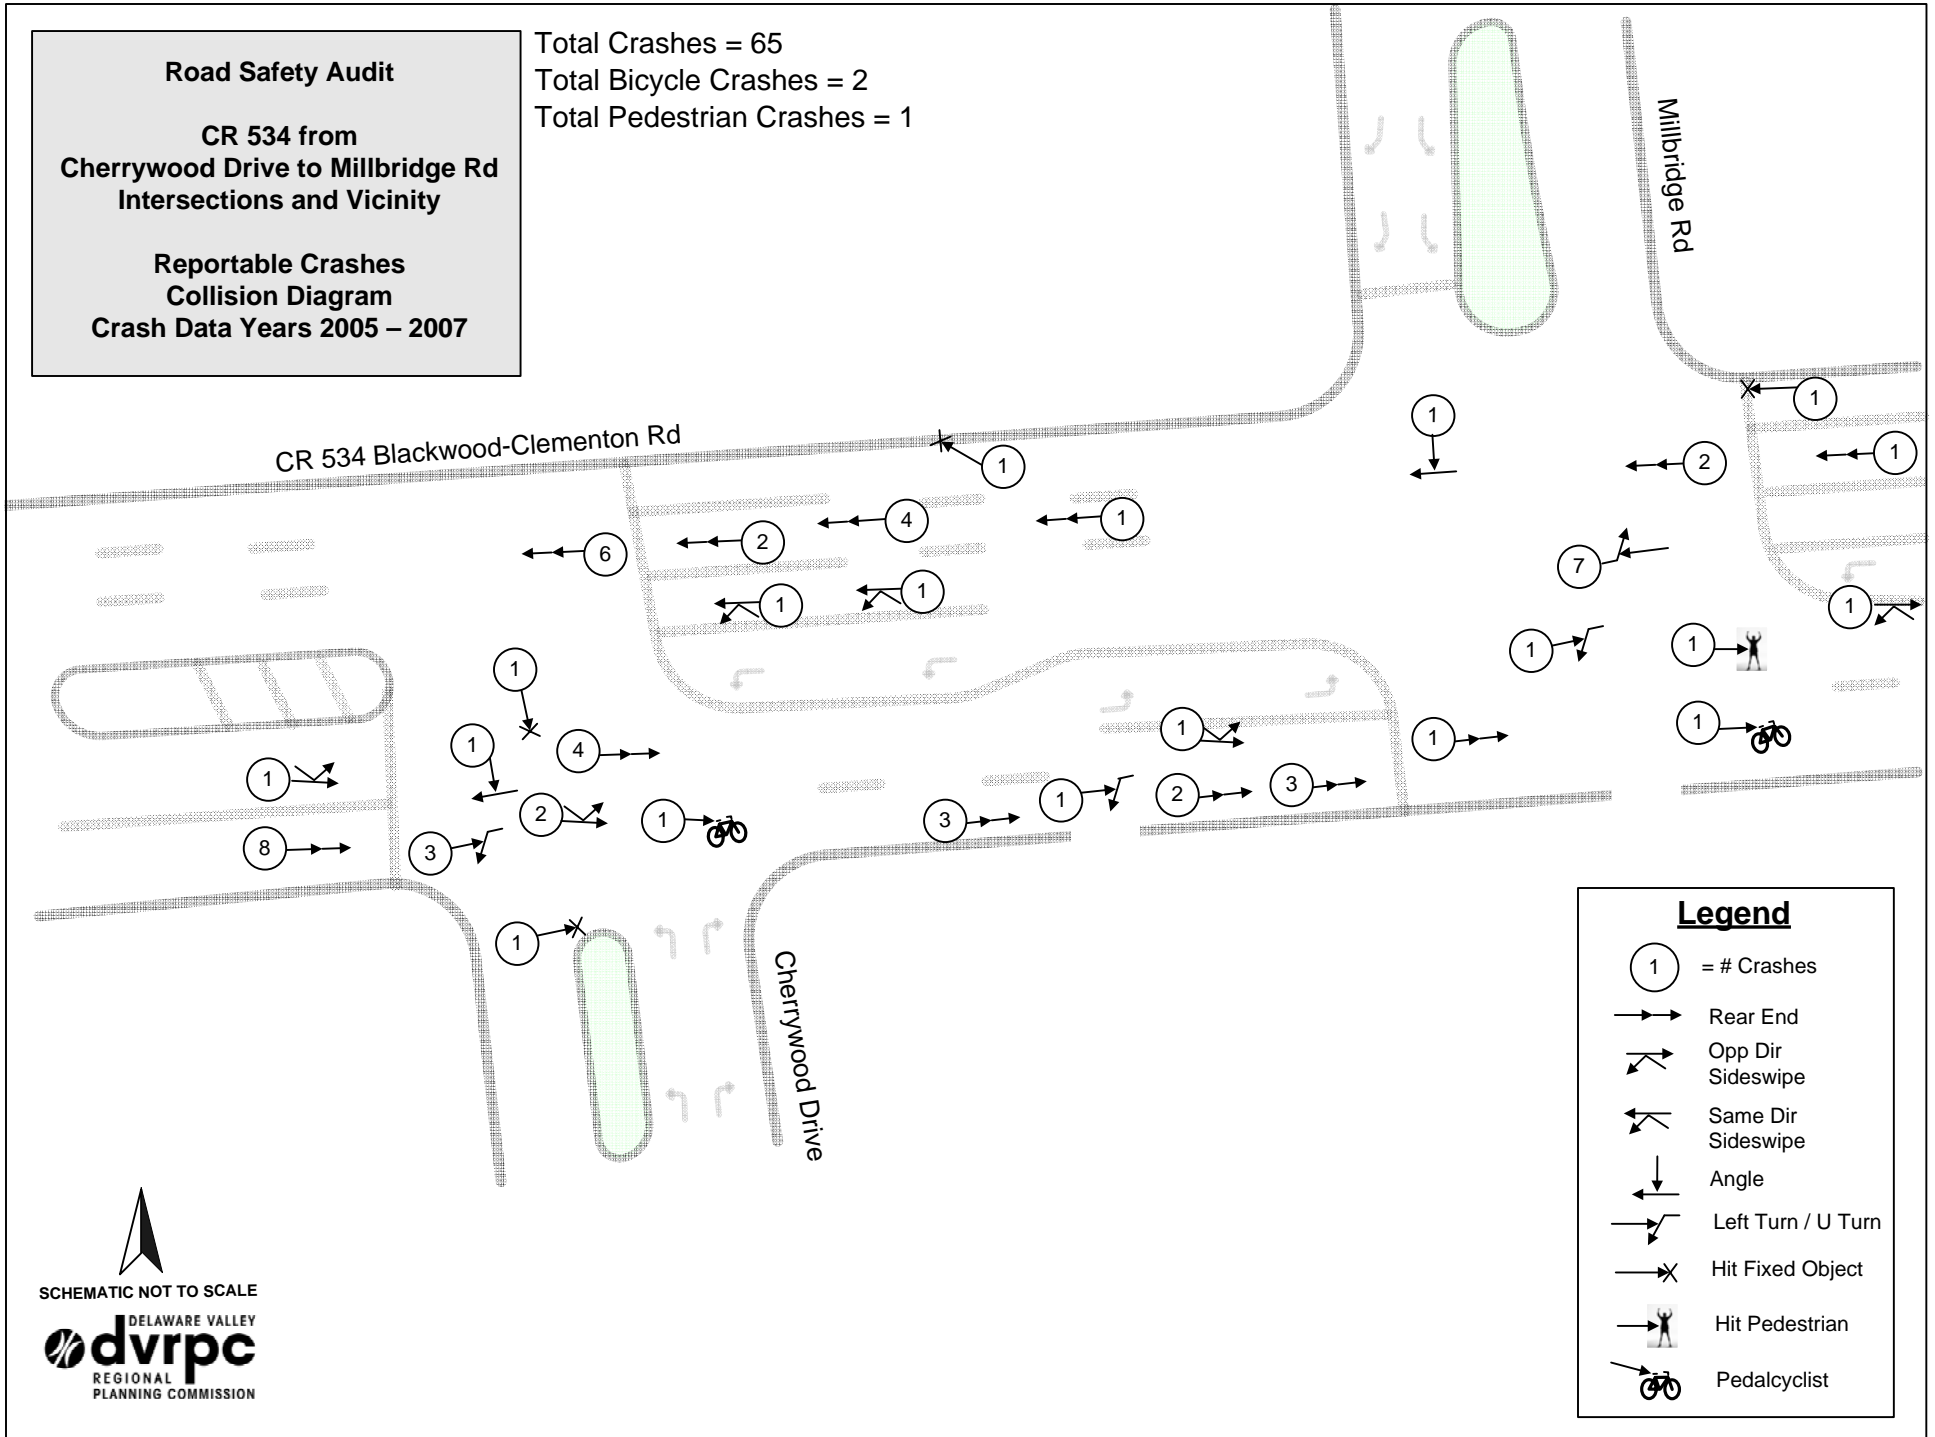 Road Safety Audit
CR 534 from
Cherrywood Drive to Millbridge Rd
Intersections and Vicinity
Reportable Crashes
Collision Diagram
Crash Data Years 2005 – 2007
Total Crashes = 65
Total Bicycle Crashes = 2
Total Pedestrian Crashes = 1
Millbridge Rd
CR 534 Blackwood-Clementon Rd
1
1
1
2
1
1
4
2
6
7
1
1
1
1
1
1
1
1
1
4
1
1
1
2
3
1
2
1
3
1
8
3
1
Cherrywood Drive
Legend
1 = # Crashes
Rear End
Opp Dir
Sideswipe
Same Dir
Sideswipe
Angle
Left Turn / U Turn
Hit Fixed Object
Hit Pedestrian
Pedalcyclist
SCHEMATIC NOT TO SCALE
DELAWARE VALLEY
dvrpc
REGIONAL
PLANNING COMMISSION